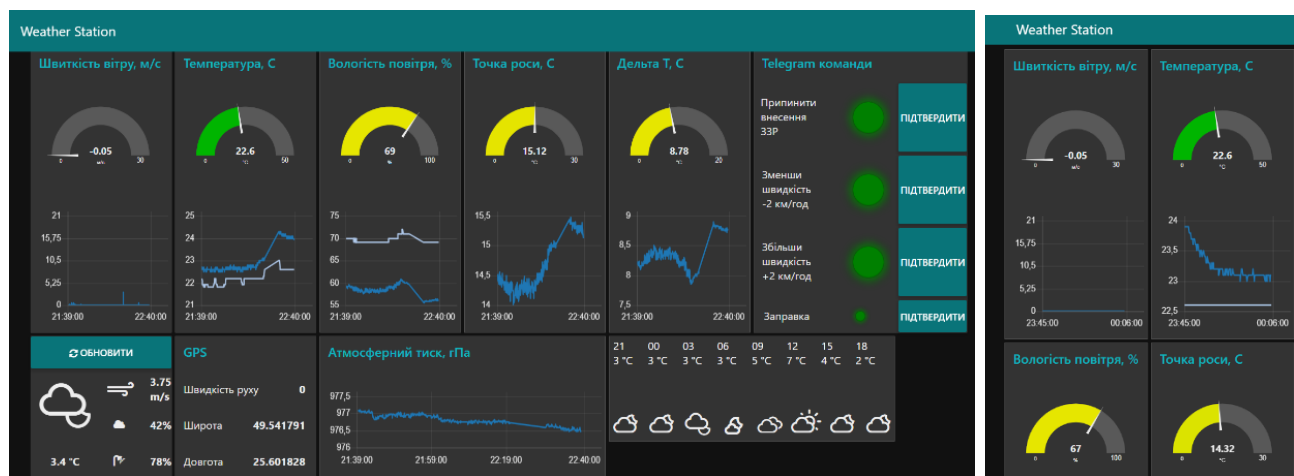 Weather Station
Швиткість вітру, м/с
Температура, С
Вологість повітря, %
Точка роси, С
Дельта Т, С
Telegram команди
-0.05
м/с
0
30
22.6
°C
0
50
69
%
0
100
15.12
°C
0
30
8.78
°C
0
20
Припинити
внесення
ЗЗР
ПІДТВЕРДИТИ
Зменши
швидкість
-2 км/год
ПІДТВЕРДИТИ
Збільши
швидкість
+2 км/год
ПІДТВЕРДИТИ
Заправка
ПІДТВЕРДИТИ
21
15,75
10,5
5,25
0
21:39:00
22:40:00
25
24
23
22
21
21:39:00
22:40:00
75
70
65
60
55
21:39:00
22:40:00
15,5
15
14,5
14
21:39:00
22:40:00
9
8,5
8
7,5
21:39:00
22:40:00
ОБНОВИТИ
3.75
m/s
42%
3.4 °C
78%
GPS
Швидкість руху 0
Широта 49.541791
Довгота 25.601828
Атмосферний тиск, гПа
977,5
977
976,5
976
21:39:00
21:59:00
22:19:00
22:40:00
21 00 03 06 09 12 15 18
3 °C 3 °C 3 °C 3 °C 5 °C 7 °C 4 °C 2 °C
Weather Station
Швиткість вітру, м/с
Температура, С
-0.05
м/с
0
30
22.6
°C
0
50
21
15,75
10,5
5,25
0
23:45:00
00:06:00
24
23,5
23
22,5
23:45:00
00:06:00
Вологість повітря, %
Точка роси, С
67
%
0
100
14.32
°C
0
30